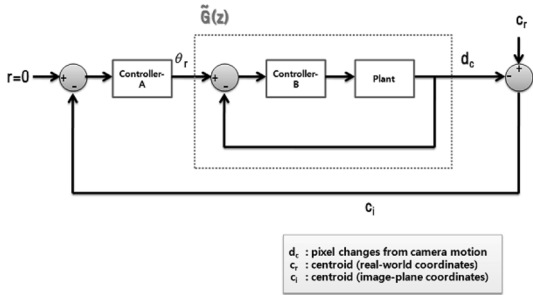 G̃(z)
c_r
r=0
+
-
Controller-
A
θ_r
+
-
Controller-
B
Plant
d_c
-
+
c_i
d_c : pixel changes from camera motion
c_r : centroid (real-world coordinates)
c_i : centroid (image-plane coordinates)